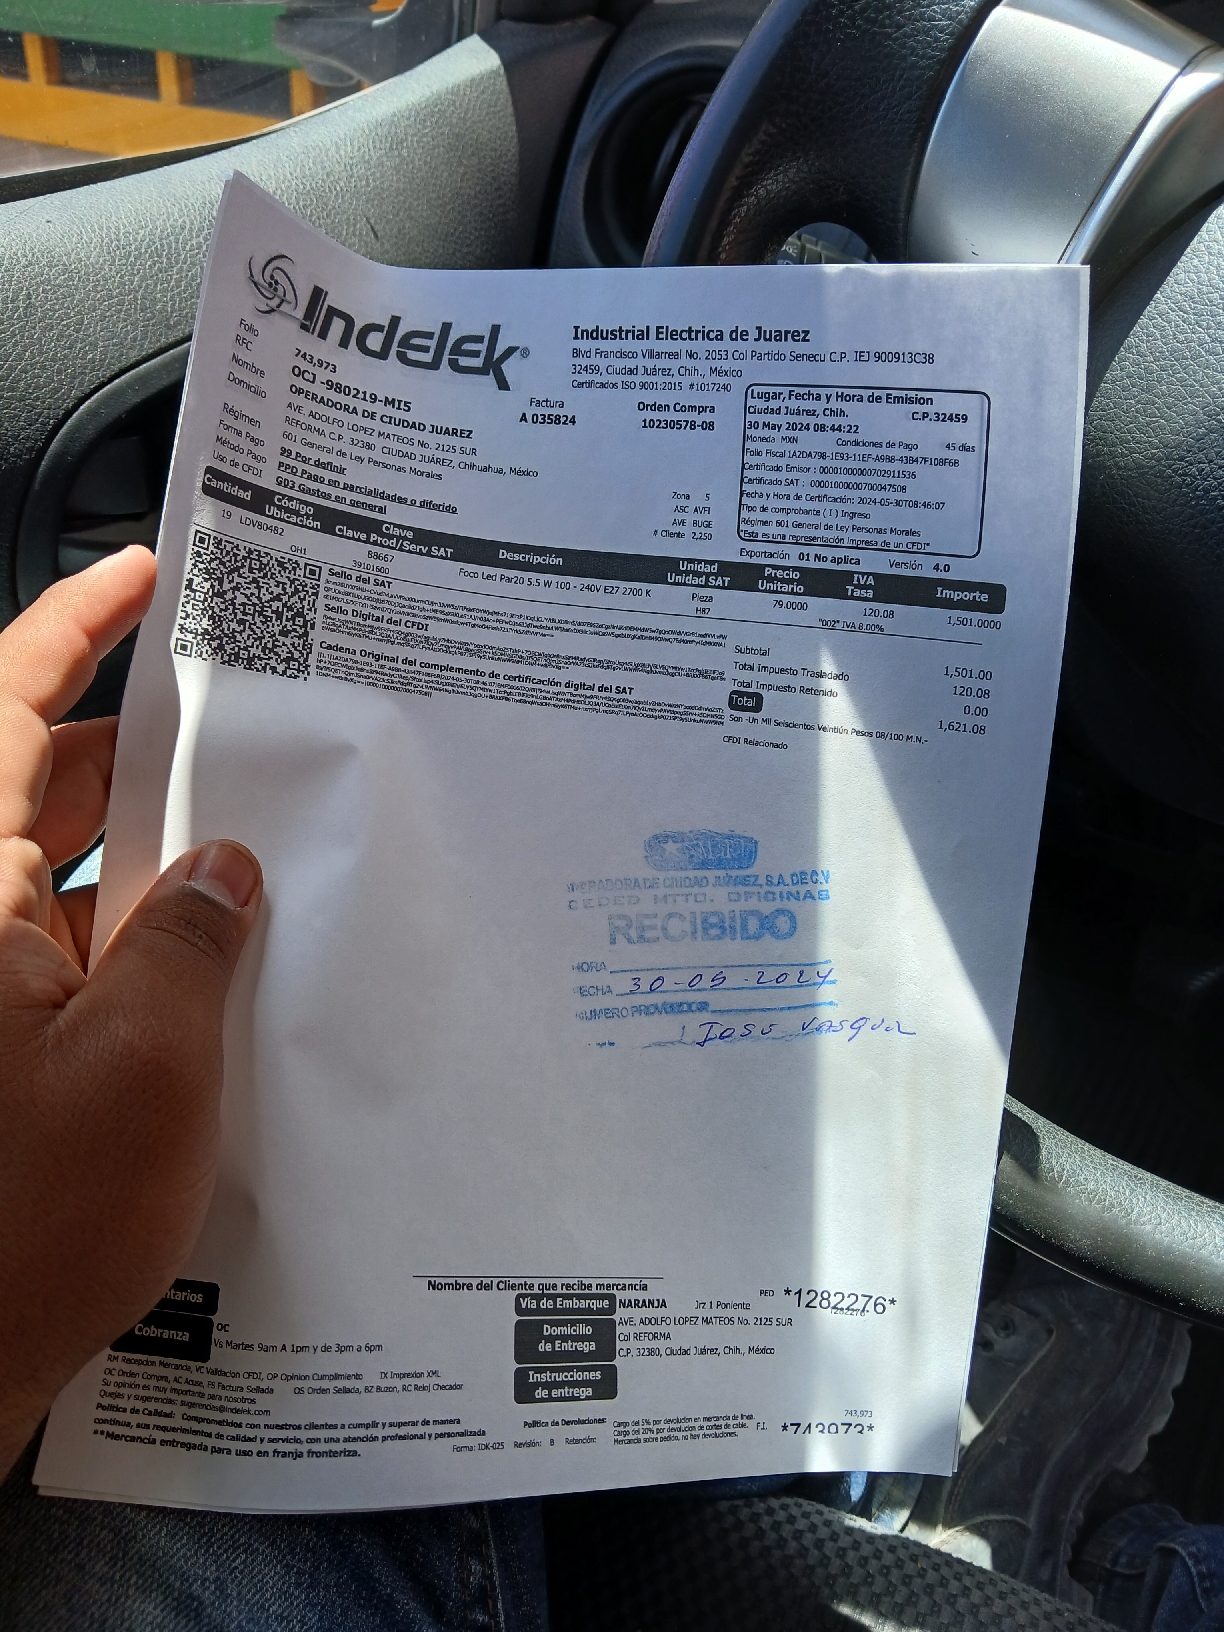 Indelek®
Industrial Electrica de Juarez
Blvd Francisco Villarreal No. 2053 Col Partido Senecu C.P. IEJ 900913C38
32459, Ciudad Juárez, Chih., México
Certificados ISO 9001:2015 #1017240
Folio 743,973
RFC OCJ -980219-MI5
Nombre OPERADORA DE CIUDAD JUAREZ
Domicilio AVE. ADOLFO LOPEZ MATEOS No. 2125 SUR
REFORMA C.P. 32380 CIUDAD JUÁREZ, Chihuahua, México
Régimen 601 General de Ley Personas Morales
Forma Pago 99 Por definir
Método Pago PPD Pago en parcialidades o diferido
Uso de CFDI G03 Gastos en general
Factura
A 035824
Orden Compra
10230578-08
Lugar, Fecha y Hora de Emision
Ciudad Juárez, Chih. C.P.32459
30 May 2024 08:44:22
Moneda MXN Condiciones de Pago 45 días
Folio Fiscal 1A2DA798-1E93-11EF-A9B8-43B47F108F6B
Certificado Emisor : 00001000000702911536
Certificado SAT : 00001000000700047508
Fecha y Hora de Certificación: 2024-05-30T08:46:07
Tipo de comprobante ( I ) Ingreso
Régimen 601 General de Ley Personas Morales
"Esta es una representación impresa de un CFDI"
Zona 5
ASC AVFI
AVE BUGE
# Cliente 2,250
Exportación 01 No aplica Versión 4.0
Cantidad Código Ubicación Clave Clave Prod/Serv SAT Descripción Unidad Unidad SAT Precio Unitario IVA Tasa Importe
19 LDV80482 88667 Foco Led Par20 5.5 W 100 - 240V E27 2700 K Pieza 79.0000 120.08 1,501.0000
OH1 39101600 H87 "002" IVA 8.00%
Sello del SAT
Sello Digital del CFDI
Cadena Original del complemento de certificación digital del SAT
Subtotal 1,501.00
Total Impuesto Trasladado 120.08
Total Impuesto Retenido 0.00
Total 1,621.08
Son -Un Mil Seiscientos Veintiún Pesos 08/100 M.N.-
CFDI Relacionado
PERADORA DE CIUDAD JUÁREZ, S.A. DE C.V
CEDED MTTO. OFICINAS
RECIBIDO
HORA
FECHA 30-05-2024
NUMERO PROVEEDOR
Jose Vasquez
Nombre del Cliente que recibe mercancía
ntarios
Cobranza OC
Vs Martes 9am A 1pm y de 3pm a 6pm
Vía de Embarque NARANJA Jrz 1 Poniente
PED *1282276*
1282276
Domicilio de Entrega AVE. ADOLFO LOPEZ MATEOS No. 2125 SUR
Col REFORMA
C.P. 32380, Ciudad Juárez, Chih., México
Instrucciones de entrega
RM Recepcion Mercancia, VC Validacion CFDI, OP Opinion Cumplimiento IX Impresion XML
OC Orden Compra, AC Acuse, FS Factura Sellada OS Orden Sellada, BZ Buzon, RC Reloj Checador
Su opinión es muy importante para nosotros
Quejas y sugerencias: sugerencias@indelek.com
Política de Calidad: Comprometidos con nuestros clientes a cumplir y superar de manera
continua, sus requerimientos de calidad y servicio, con una atención profesional y personalizada
**Mercancía entregada para uso en franja fronteriza.
Forma: IDK-025 Revisión: B Retención:
Política de Devoluciones: Cargo del 5% por devolucion en mercancia de linea.
Cargo del 20% por devolucion de cortes de cable.
Mercancia sobre pedido, no hay devoluciones.
743,973
F.I. *743973*